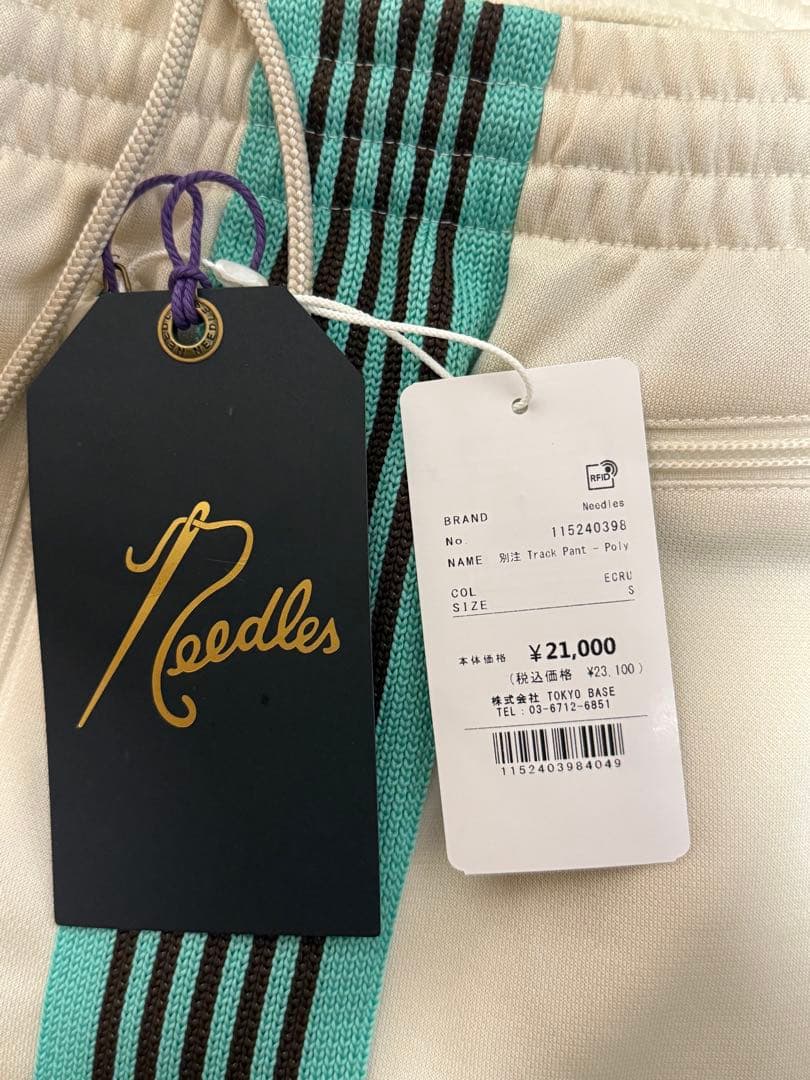 NEEDLES
Needles
RFID
BRAND Needles
No. 115240398
NAME 別注 Track Pant - Poly
COL ECRU
SIZE S
本体価格 ¥21,000
(税込価格 ¥23,100)
株式会社 TOKYO BASE
TEL:03-6712-6851
1152403984049